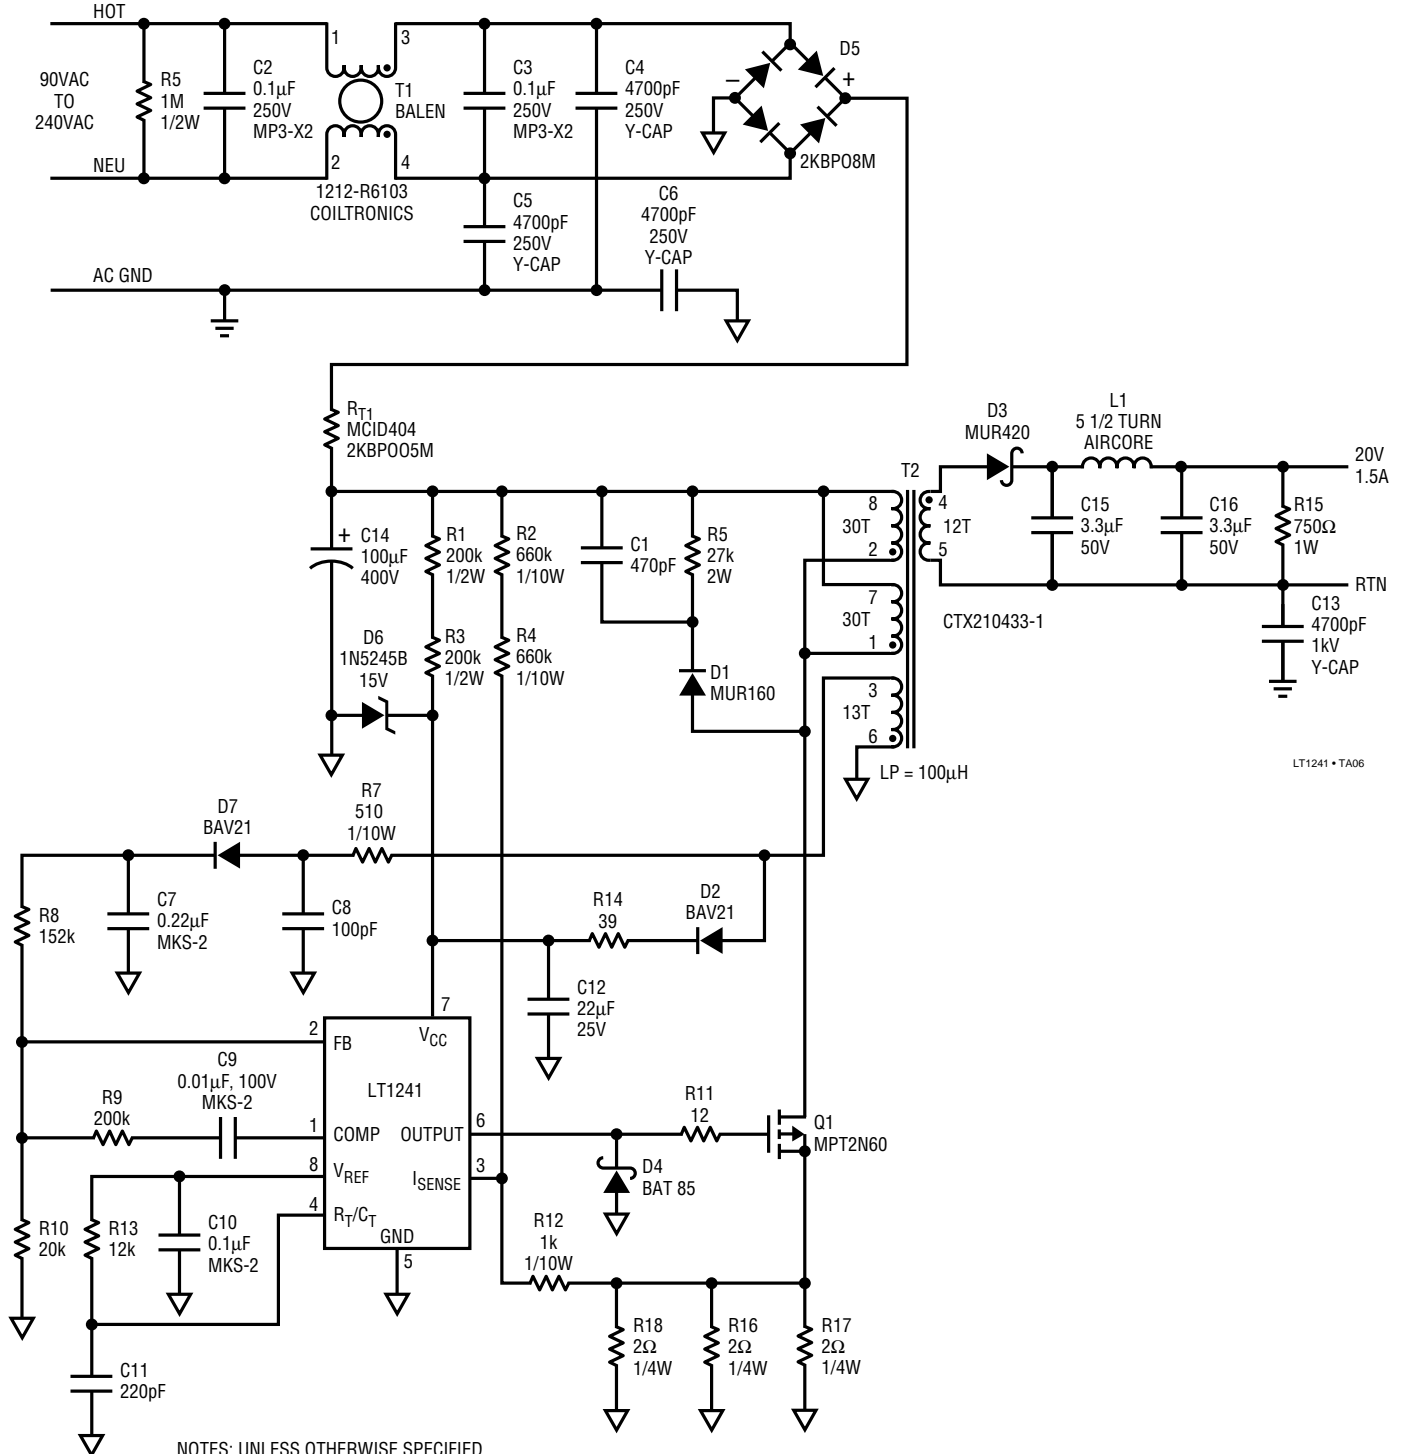 HOT
90VAC
TO
240VAC
R5
1M
1/2W
C2
0.1µF
250V
MP3-X2
1
3
T1
BALEN
2
4
1212-R6103
COILTRONICS
C3
0.1µF
250V
MP3-X2
C4
4700pF
250V
Y-CAP
D5
–
+
2KBPO8M
NEU
C5
4700pF
250V
Y-CAP
C6
4700pF
250V
Y-CAP
AC GND
RT1
MCID404
2KBPOO5M
+
C14
100µF
400V
R1
200k
1/2W
R2
660k
1/10W
C1
470pF
R5
27k
2W
D6
1N5245B
15V
R3
200k
1/2W
R4
660k
1/10W
D1
MUR160
T2
8
30T
2
7
30T
1
3
13T
6
4
12T
5
CTX210433-1
LP = 100µH
D3
MUR420
L1
5 1/2 TURN
AIRCORE
20V
1.5A
C15
3.3µF
50V
C16
3.3µF
50V
R15
750Ω
1W
RTN
C13
4700pF
1kV
Y-CAP
LT1241 • TA06
D7
BAV21
R7
510
1/10W
R8
152k
C7
0.22µF
MKS-2
C8
100pF
R14
39
D2
BAV21
C12
22µF
25V
7
VCC
2
FB
LT1241
C9
0.01µF, 100V
MKS-2
R9
200k
1
COMP
OUTPUT
6
8
VREF
ISENSE
3
4
RT/CT
GND
5
R11
12
Q1
MPT2N60
D4
BAT 85
R10
20k
R13
12k
C10
0.1µF
MKS-2
R12
1k
1/10W
C11
220pF
R18
2Ω
1/4W
R16
2Ω
1/4W
R17
2Ω
1/4W
NOTES: UNLESS OTHERWISE SPECIFIED